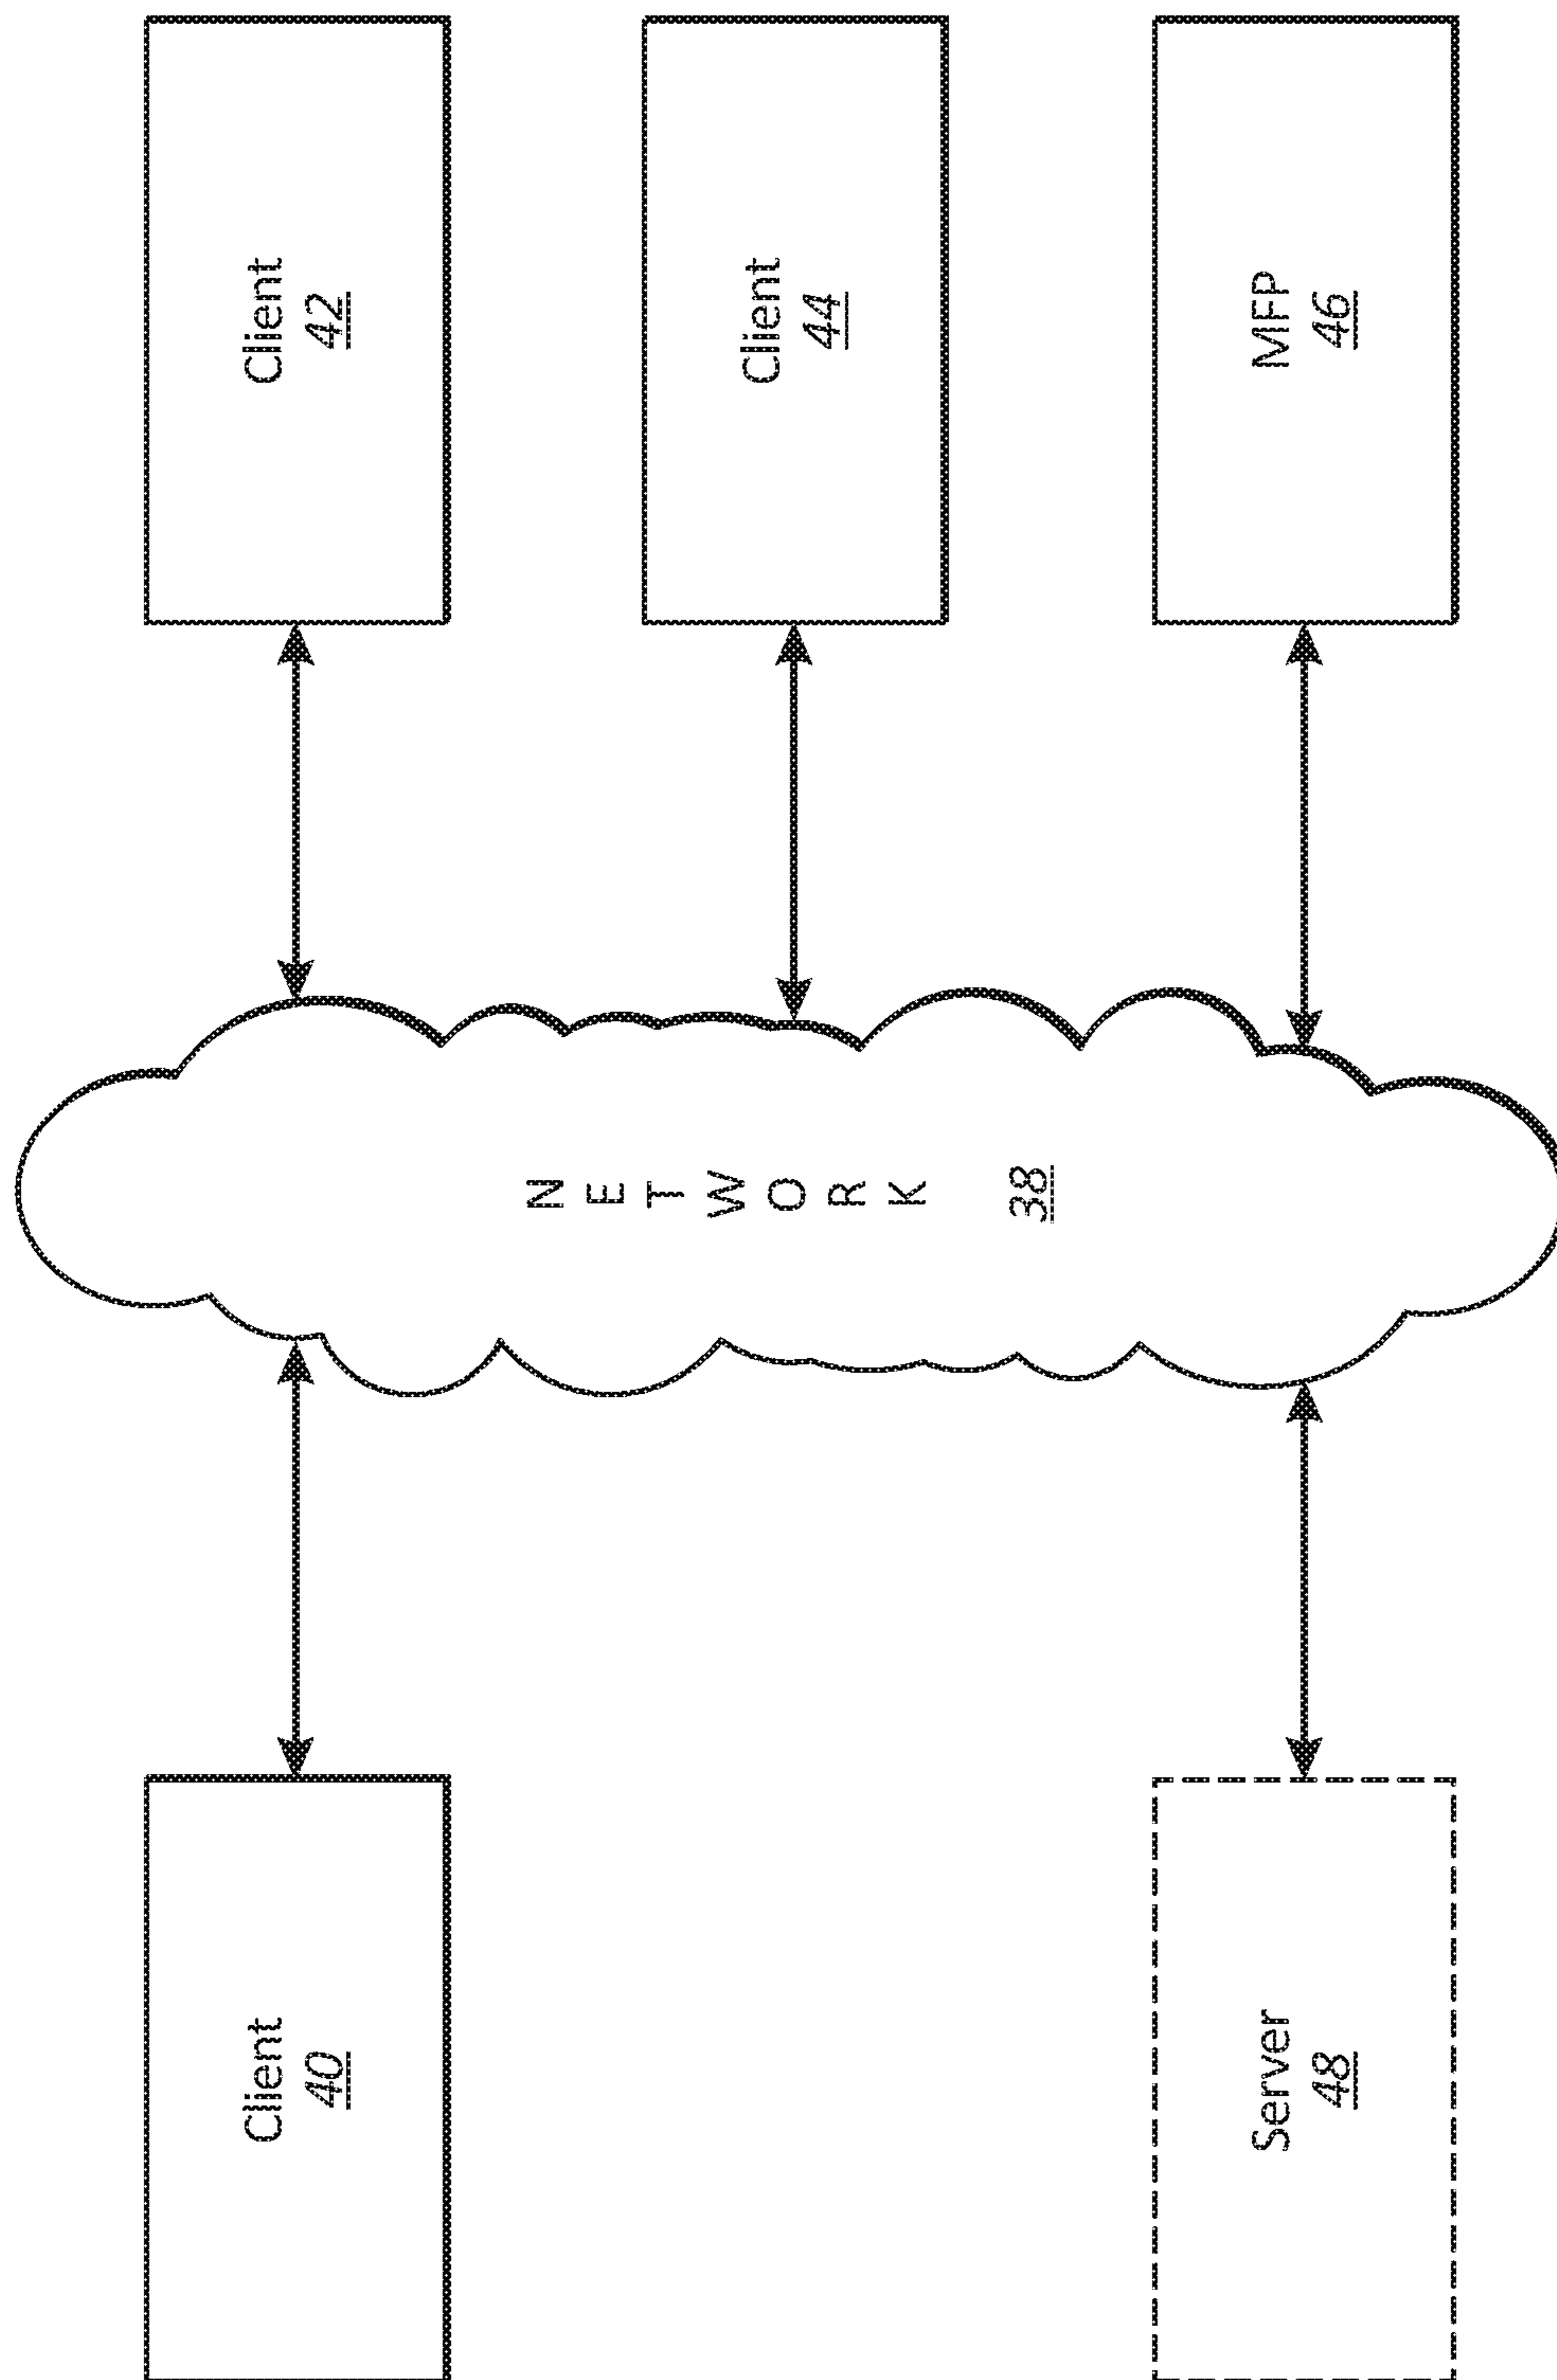 Client
40
Server
48
NETWORK
38
Client
42
Client
44
MFP
46